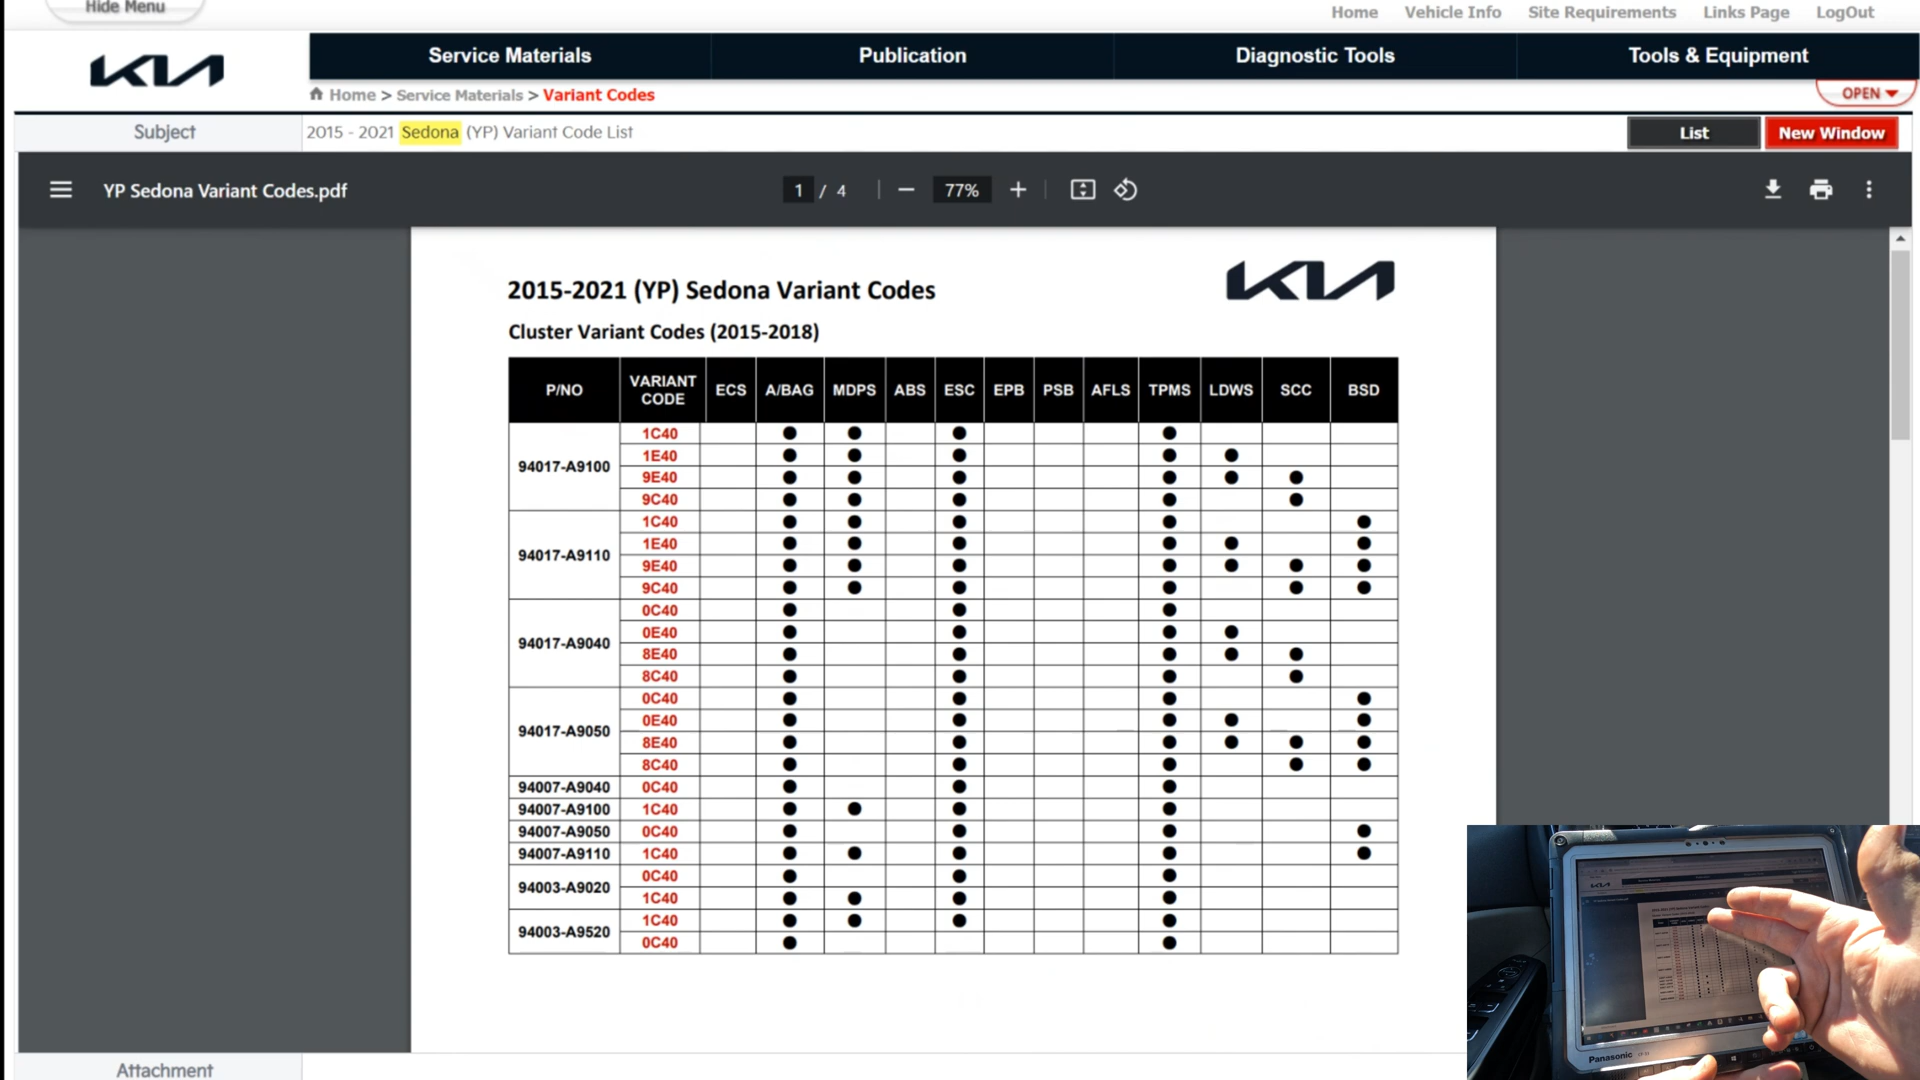 Hide Menu
Home Vehicle Info Site Requirements Links Page LogOut
KIA
Service Materials Publication Diagnostic Tools Tools & Equipment
Home > Service Materials > Variant Codes
OPEN
Subject 2015 - 2021 Sedona (YP) Variant Code List List New Window
YP Sedona Variant Codes.pdf 1 / 4 77%
2015-2021 (YP) Sedona Variant Codes KIA
Cluster Variant Codes (2015-2018)
P/NO VARIANT CODE ECS A/BAG MDPS ABS ESC EPB PSB AFLS TPMS LDWS SCC BSD
94017-A9100 1C40
1E40
9E40
9C40
94017-A9110 1C40
1E40
9E40
9C40
94017-A9040 0C40
0E40
8E40
8C40
94017-A9050 0C40
0E40
8E40
8C40
94007-A9040 0C40
94007-A9100 1C40
94007-A9050 0C40
94007-A9110 1C40
94003-A9020 0C40
1C40
94003-A9520 1C40
0C40
Attachment
KIA
Panasonic